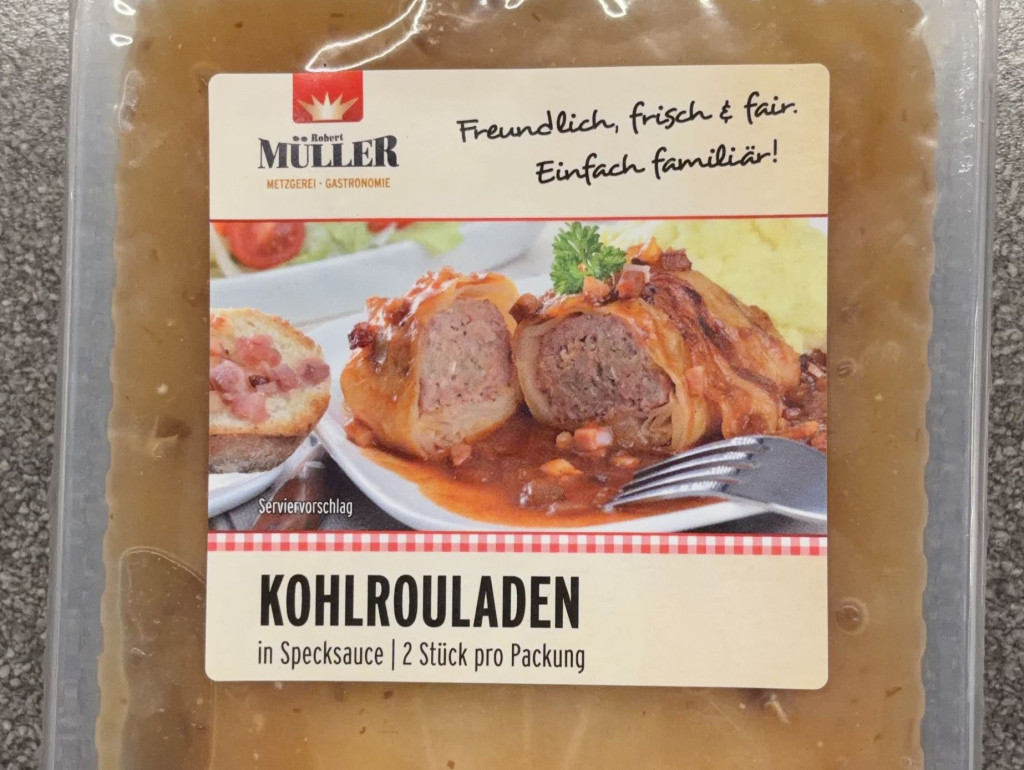 Robert
MÜLLER
METZGEREI · GASTRONOMIE
Freundlich, frisch & fair.
Einfach familiär!
Serviervorschlag
KOHLROULADEN
in Specksauce | 2 Stück pro Packung